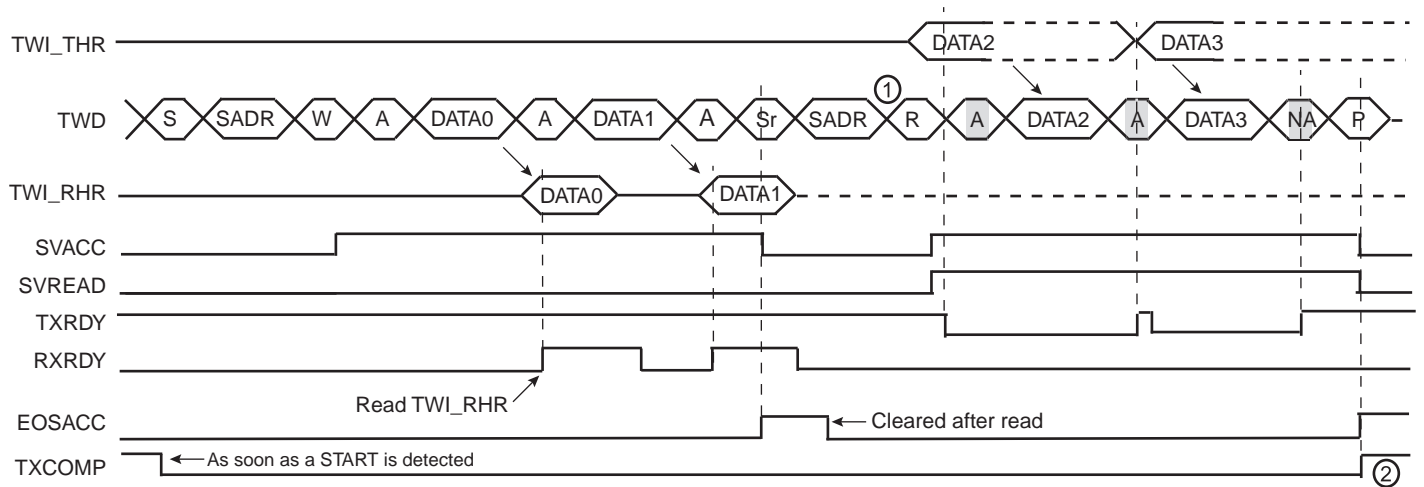 TWI_THR DATA2 DATA3
①
TWD S SADR W A DATA0 A DATA1 A Sr SADR R A DATA2 A DATA3 NA P
TWI_RHR DATA0 DATA1
SVACC
SVREAD
TXRDY
RXRDY
Read TWI_RHR
EOSACC Cleared after read
TXCOMP As soon as a START is detected ②